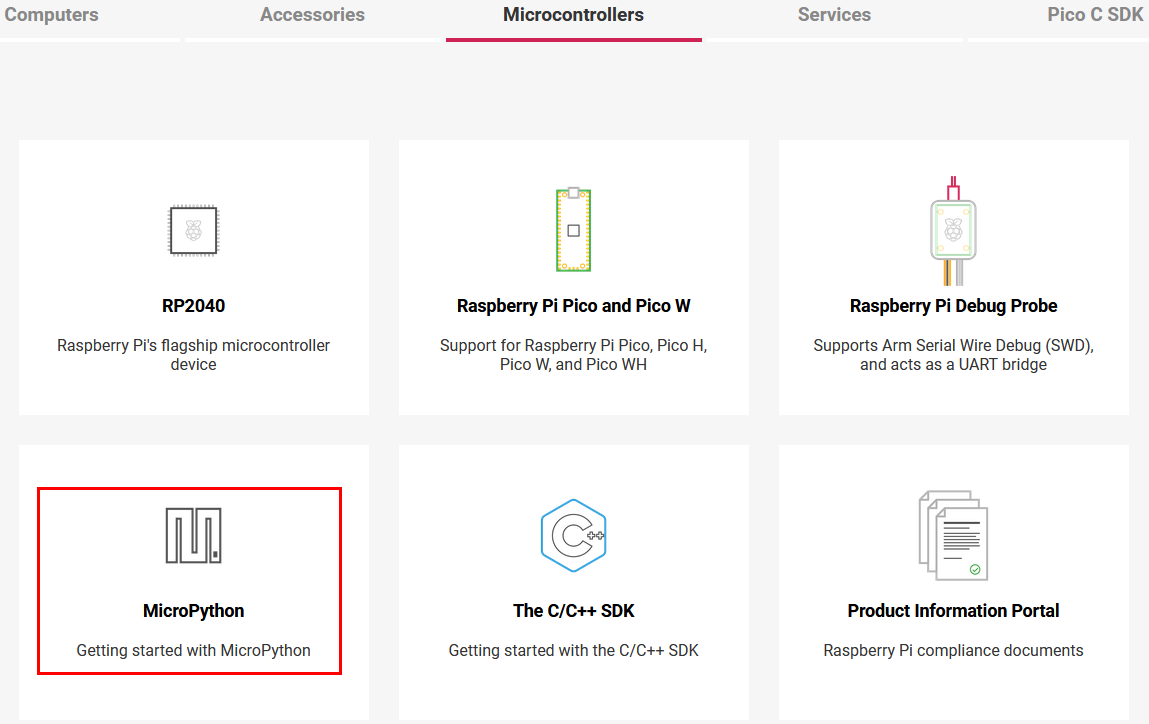 Computers Accessories Microcontrollers Services Pico C SDK
RP2040
Raspberry Pi's flagship microcontroller
device
Raspberry Pi Pico and Pico W
Support for Raspberry Pi Pico, Pico H,
Pico W, and Pico WH
Raspberry Pi Debug Probe
Supports Arm Serial Wire Debug (SWD),
and acts as a UART bridge
MicroPython
Getting started with MicroPython
C++
The C/C++ SDK
Getting started with the C/C++ SDK
Product Information Portal
Raspberry Pi compliance documents